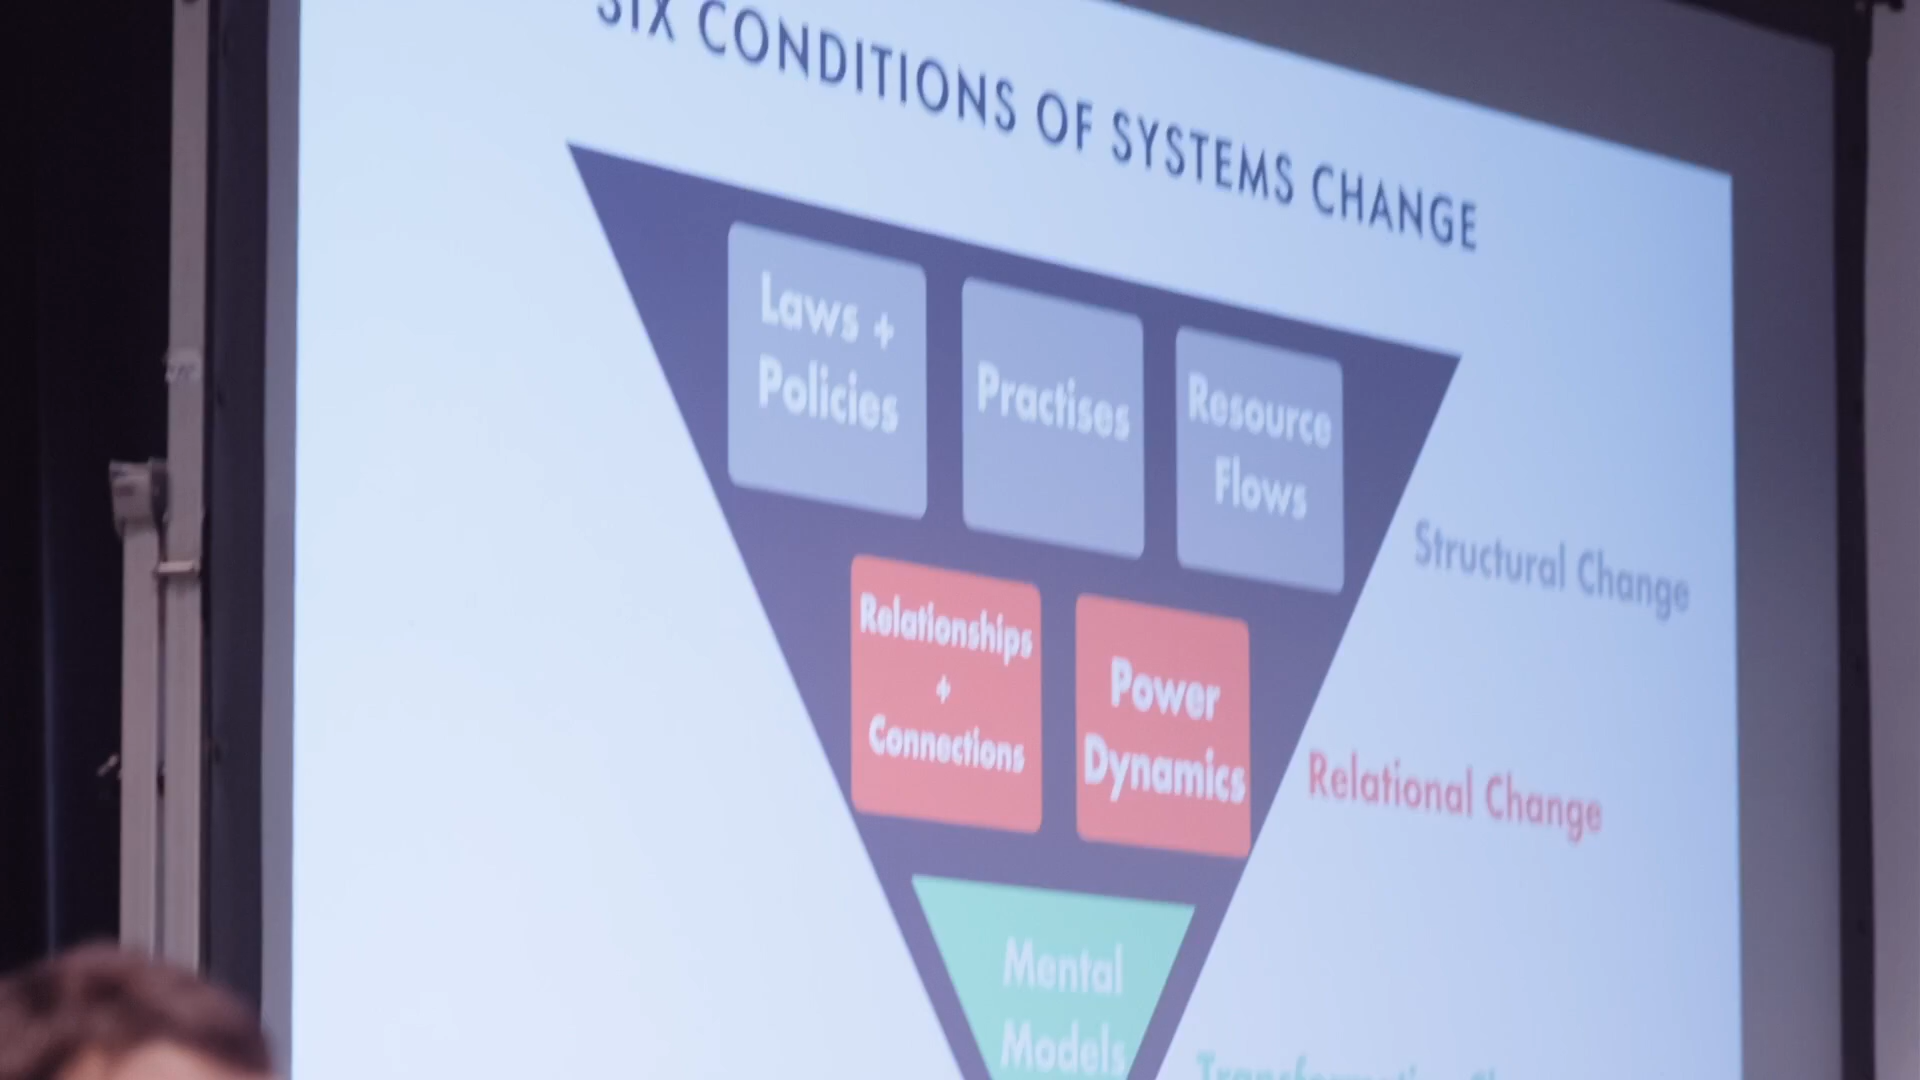 SIX CONDITIONS OF SYSTEMS CHANGE
Laws +
Policies
Practises
Resource
Flows
Structural Change
Relationships
+
Connections
Power
Dynamics
Relational Change
Mental
Models